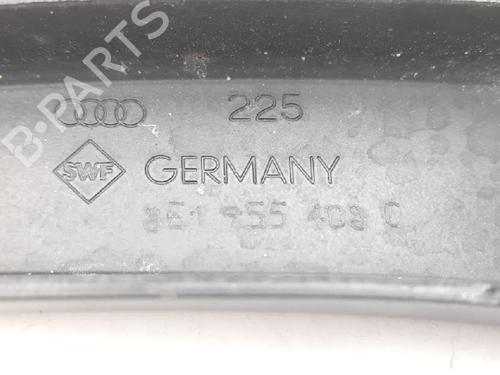 225
SWF
GERMANY
8E1 955 408 C
B-PARTS